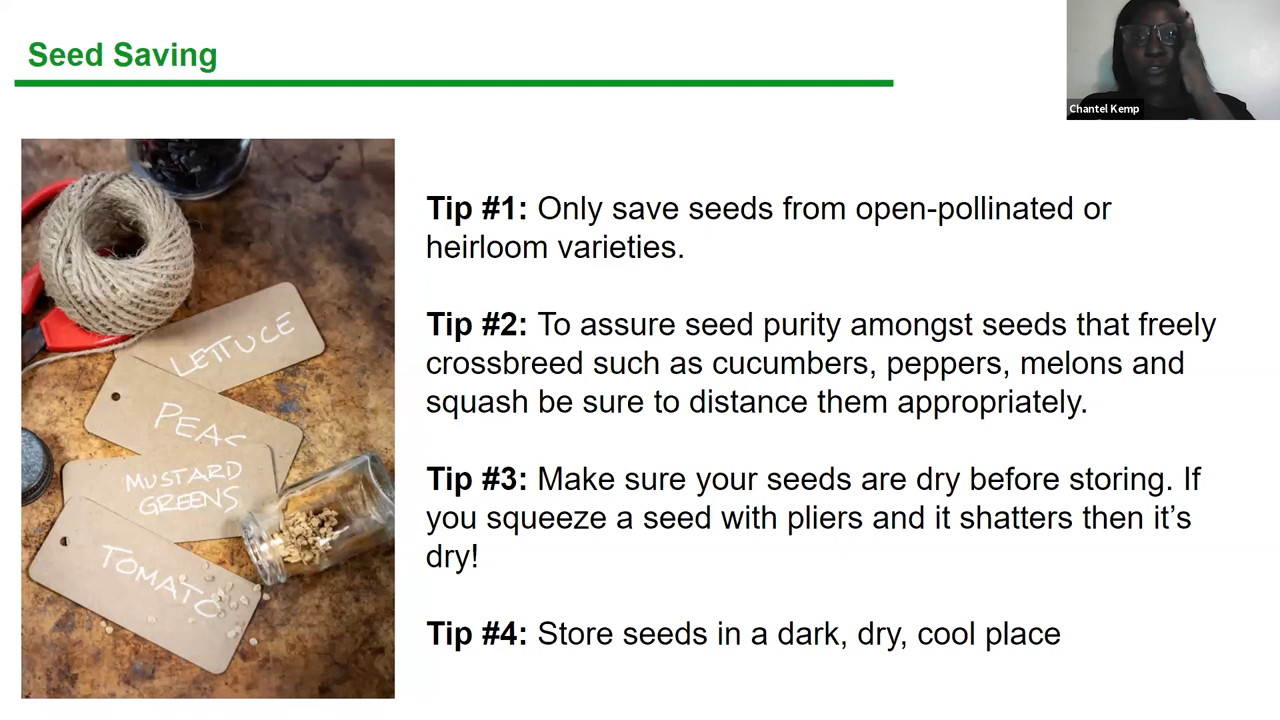 Seed Saving
Chantel Kemp
Tip #1: Only save seeds from open-pollinated or
heirloom varieties.
Tip #2: To assure seed purity amongst seeds that freely
crossbreed such as cucumbers, peppers, melons and
squash be sure to distance them appropriately.
Tip #3: Make sure your seeds are dry before storing. If
you squeeze a seed with pliers and it shatters then it’s
dry!
Tip #4: Store seeds in a dark, dry, cool place
LETTUCE
PEAS
MUSTARD
GREENS
TOMATO